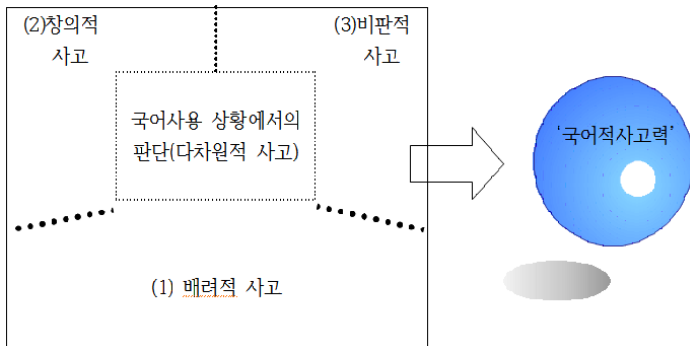 (2)창의적
사고
(3)비판적
사고
국어사용 상황에서의
판단(다차원적 사고)
'국어적사고력'
(1) 배려적 사고